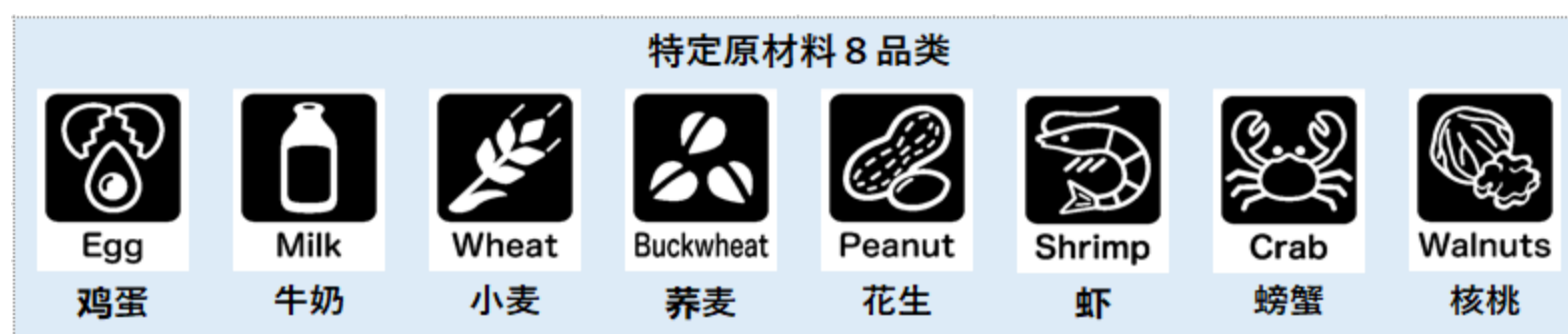 特定原材料８品类
Egg Milk Wheat Buckwheat Peanut Shrimp Crab Walnuts
鸡蛋 牛奶 小麦 荞麦 花生 虾 螃蟹 核桃